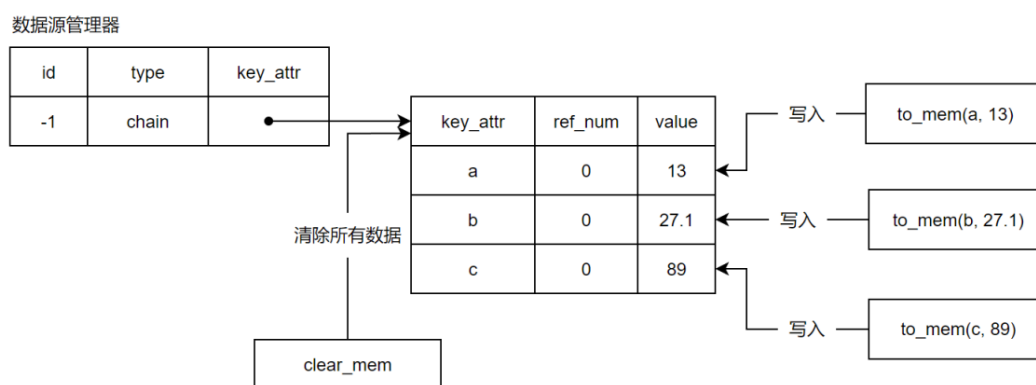 数据源管理器
id type key_attr
-1 chain
key_attr ref_num value
a 0 13
b 0 27.1
c 0 89
写入 to_mem(a, 13)
写入 to_mem(b, 27.1)
写入 to_mem(c, 89)
清除所有数据
clear_mem